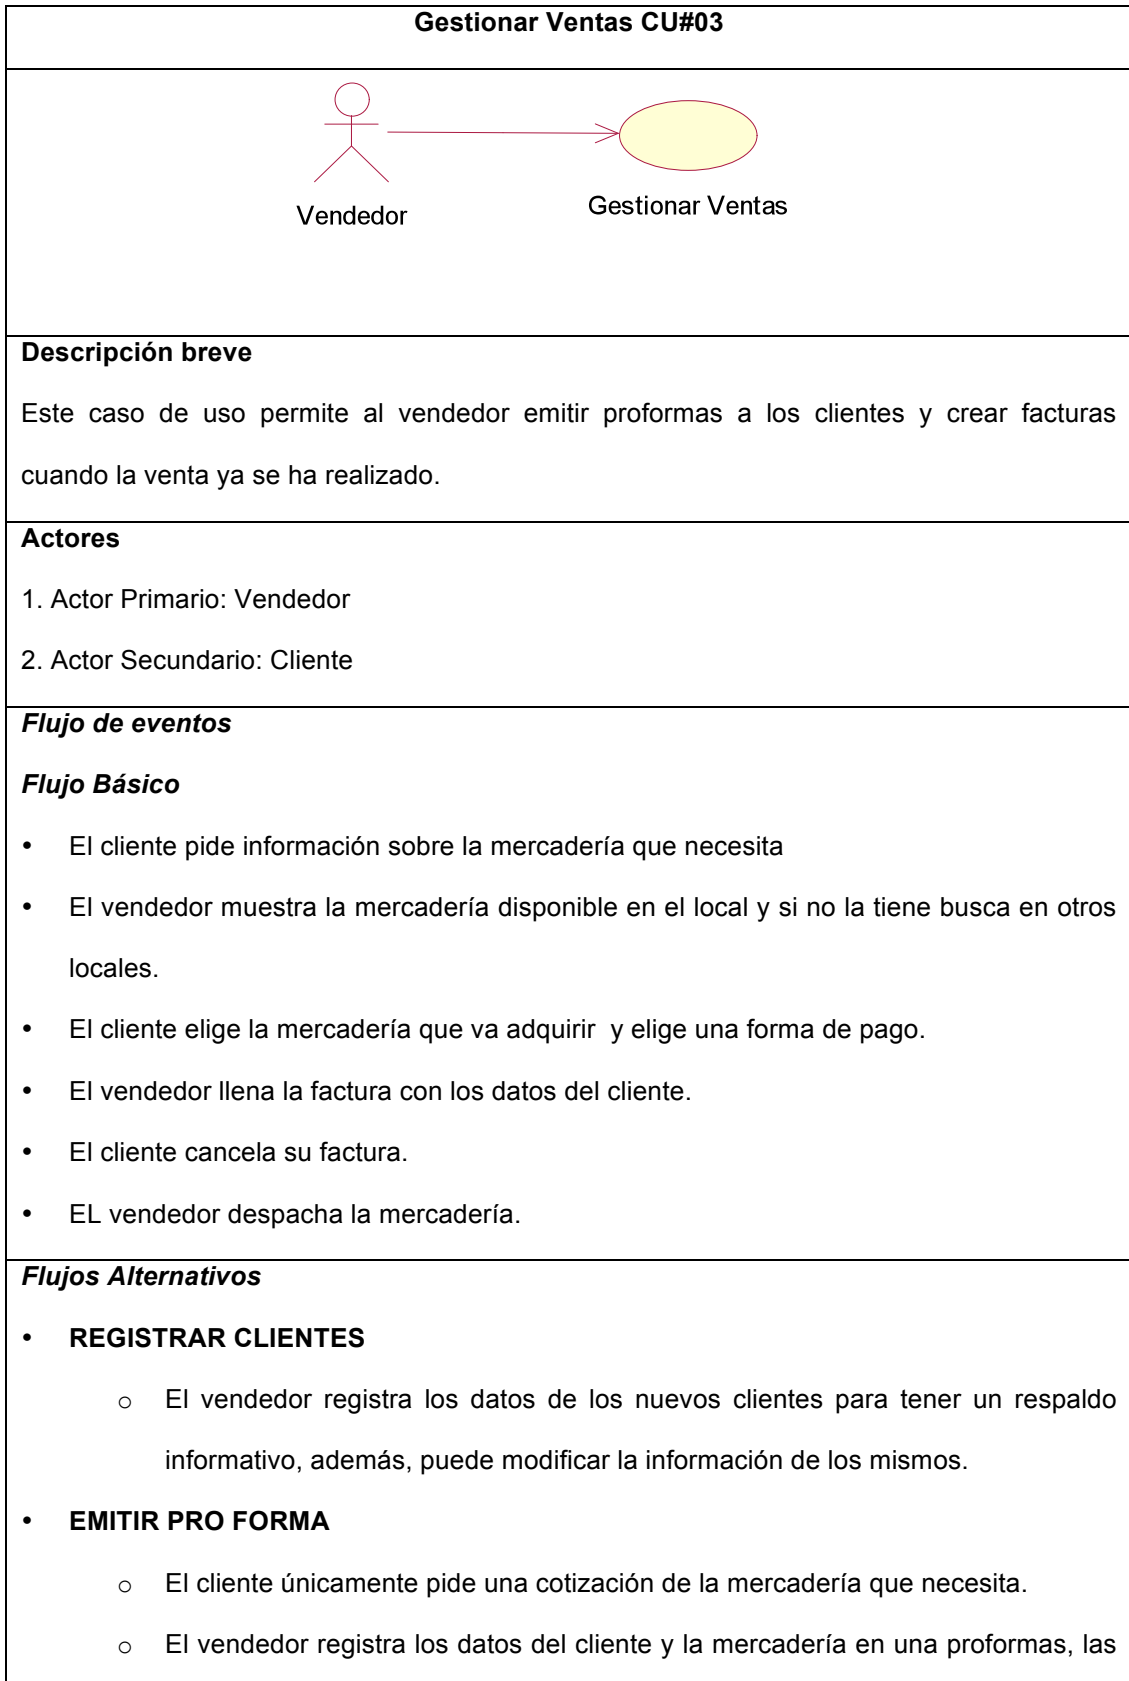 Gestionar Ventas CU#03
Vendedor
Gestionar Ventas
Descripción breve
Este caso de uso permite al vendedor emitir proformas a los clientes y crear facturas
cuando la venta ya se ha realizado.
Actores
1. Actor Primario: Vendedor
2. Actor Secundario: Cliente
Flujo de eventos
Flujo Básico
• El cliente pide información sobre la mercadería que necesita
• El vendedor muestra la mercadería disponible en el local y si no la tiene busca en otros
locales.
• El cliente elige la mercadería que va adquirir  y elige una forma de pago.
• El vendedor llena la factura con los datos del cliente.
• El cliente cancela su factura.
• EL vendedor despacha la mercadería.
Flujos Alternativos
• REGISTRAR CLIENTES
o El vendedor registra los datos de los nuevos clientes para tener un respaldo
informativo, además, puede modificar la información de los mismos.
• EMITIR PRO FORMA
o El cliente únicamente pide una cotización de la mercadería que necesita.
o El vendedor registra los datos del cliente y la mercadería en una proformas, las